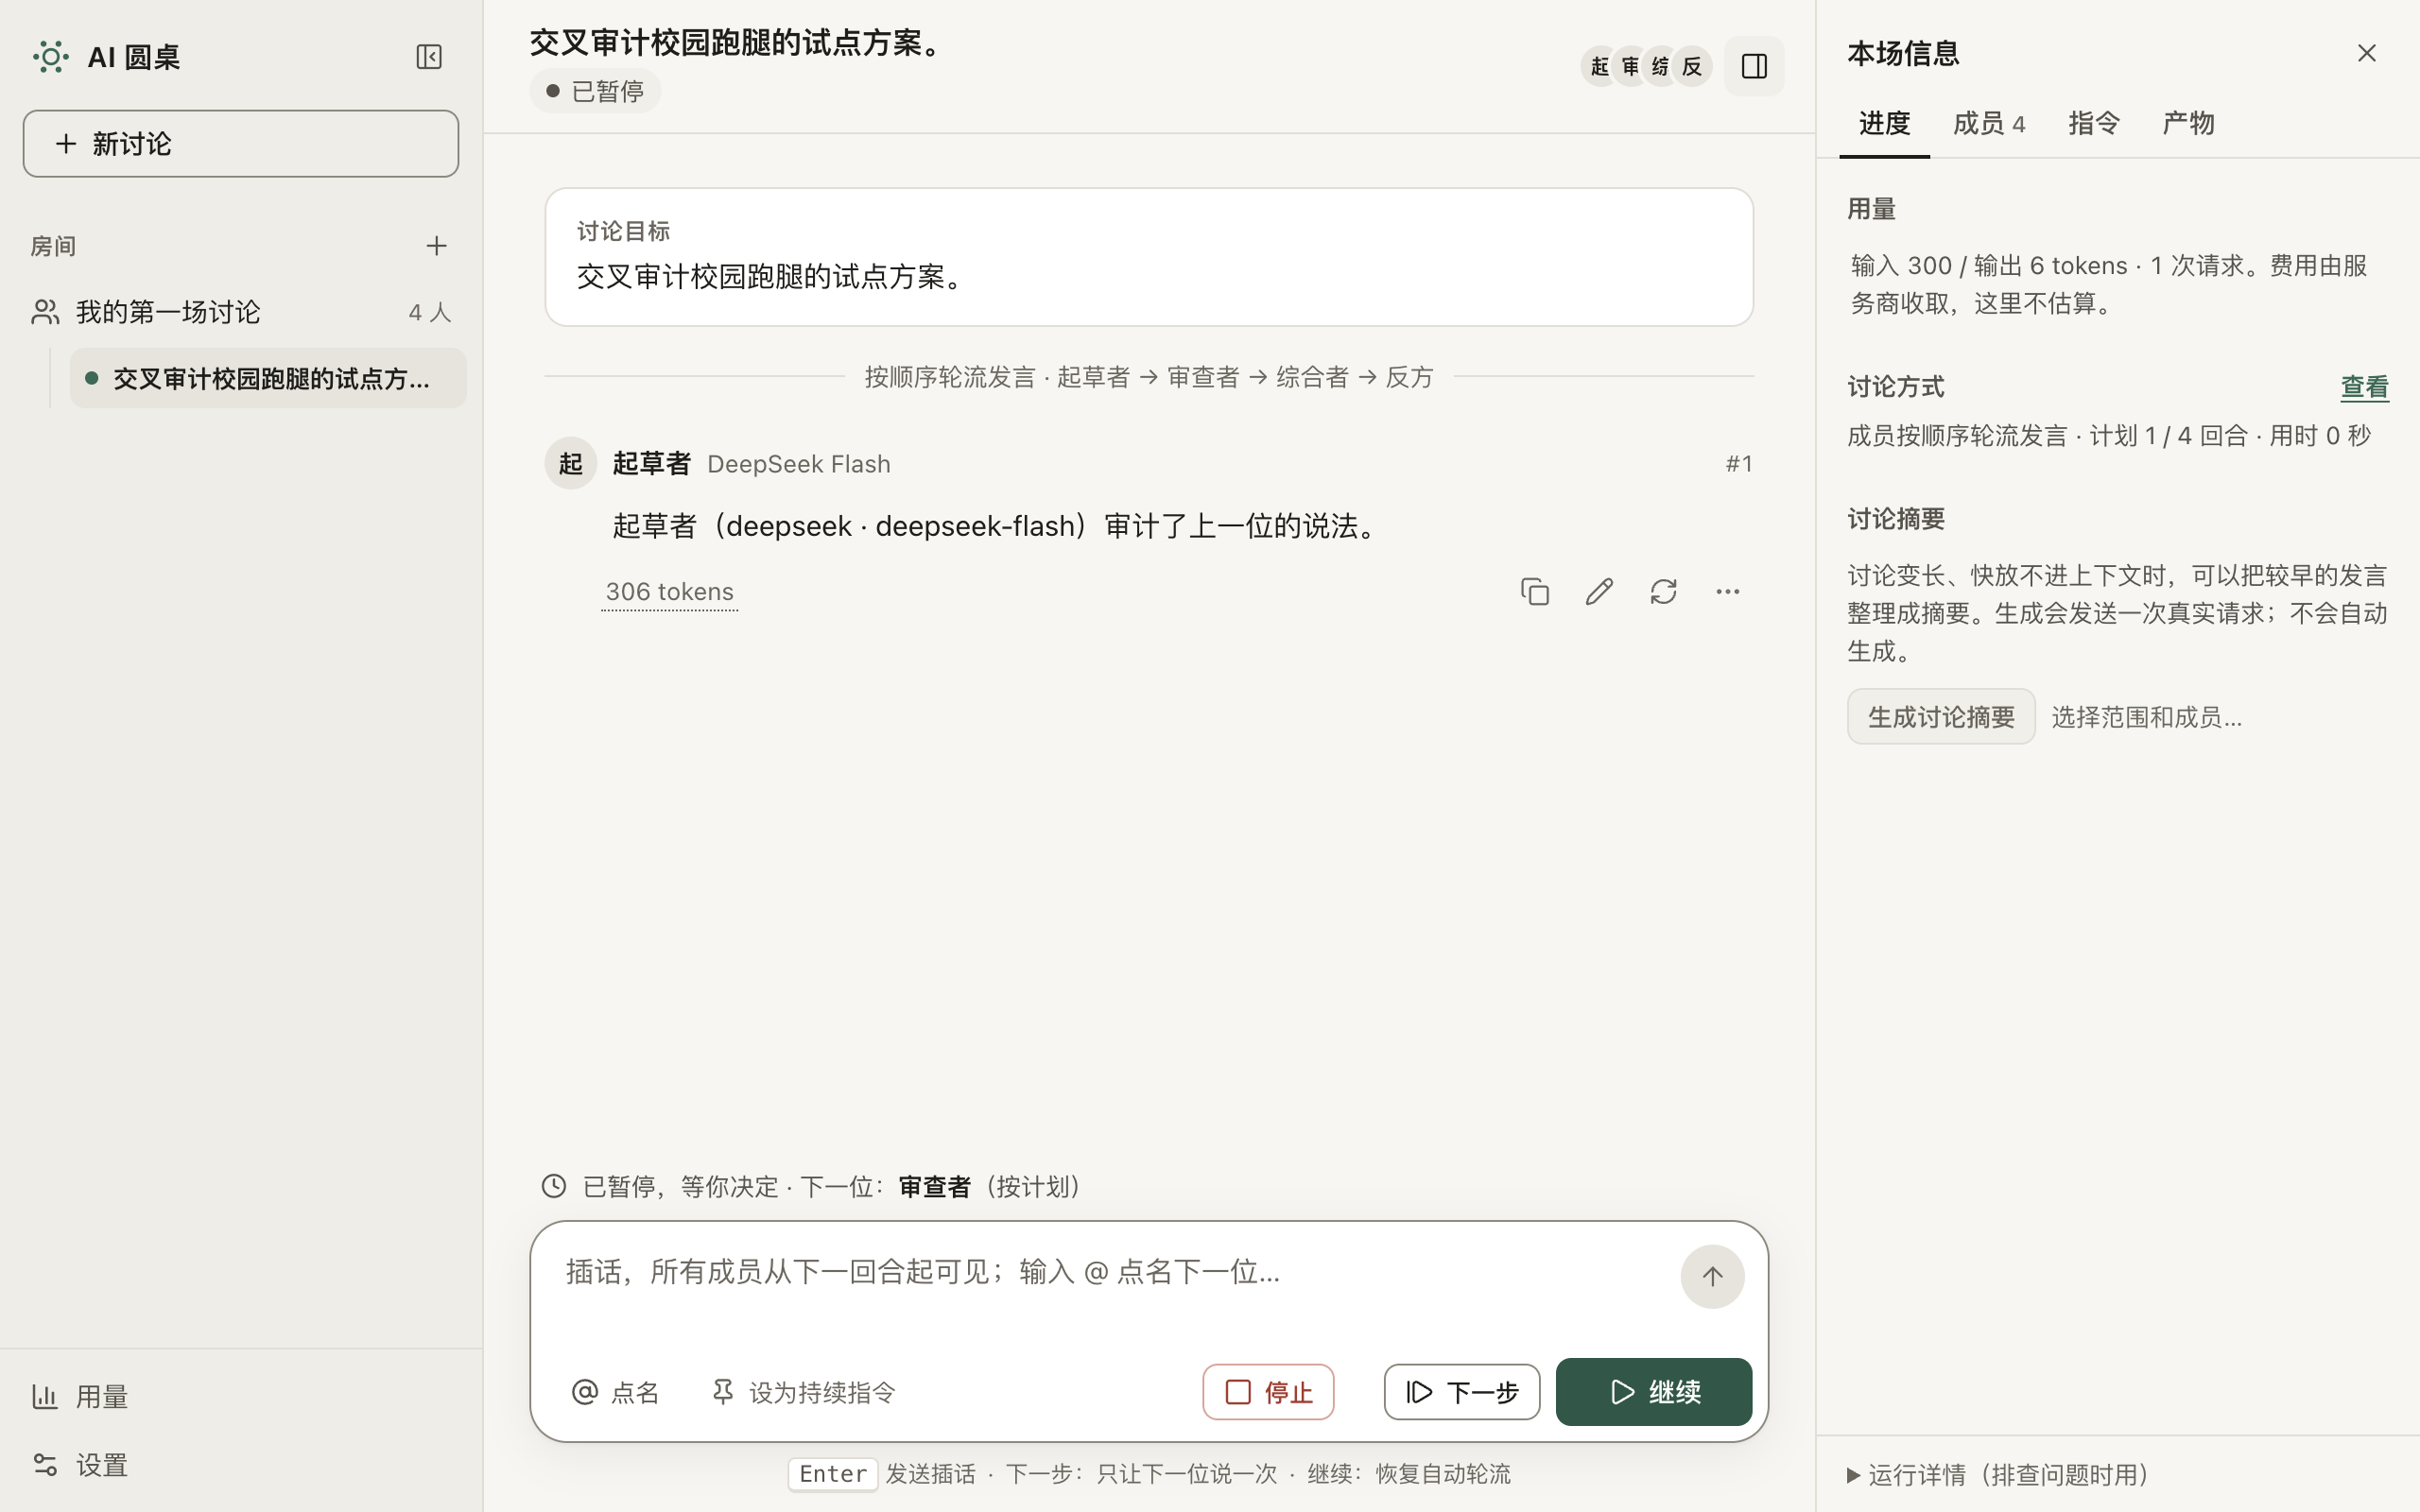 AI 圆桌
新讨论
房间
我的第一场讨论 4 人
交叉审计校园跑腿的试点方...
用量
设置
交叉审计校园跑腿的试点方案。
已暂停
起 审 综 反
讨论目标
交叉审计校园跑腿的试点方案。
按顺序轮流发言 · 起草者 → 审查者 → 综合者 → 反方
起 起草者 DeepSeek Flash #1
起草者（deepseek · deepseek-flash）审计了上一位的说法。
306 tokens
已暂停，等你决定 · 下一位：审查者（按计划）
插话，所有成员从下一回合起可见；输入 @ 点名下一位...
@ 点名 设为持续指令 停止 下一步 继续
Enter 发送插话 · 下一步：只让下一位说一次 · 继续：恢复自动轮流
本场信息
进度 成员 4 指令 产物
用量
输入 300 / 输出 6 tokens · 1 次请求。费用由服
务商收取，这里不估算。
讨论方式 查看
成员按顺序轮流发言 · 计划 1 / 4 回合 · 用时 0 秒
讨论摘要
讨论变长、快放不进上下文时，可以把较早的发言
整理成摘要。生成会发送一次真实请求；不会自动
生成。
生成讨论摘要 选择范围和成员...
运行详情（排查问题时用）